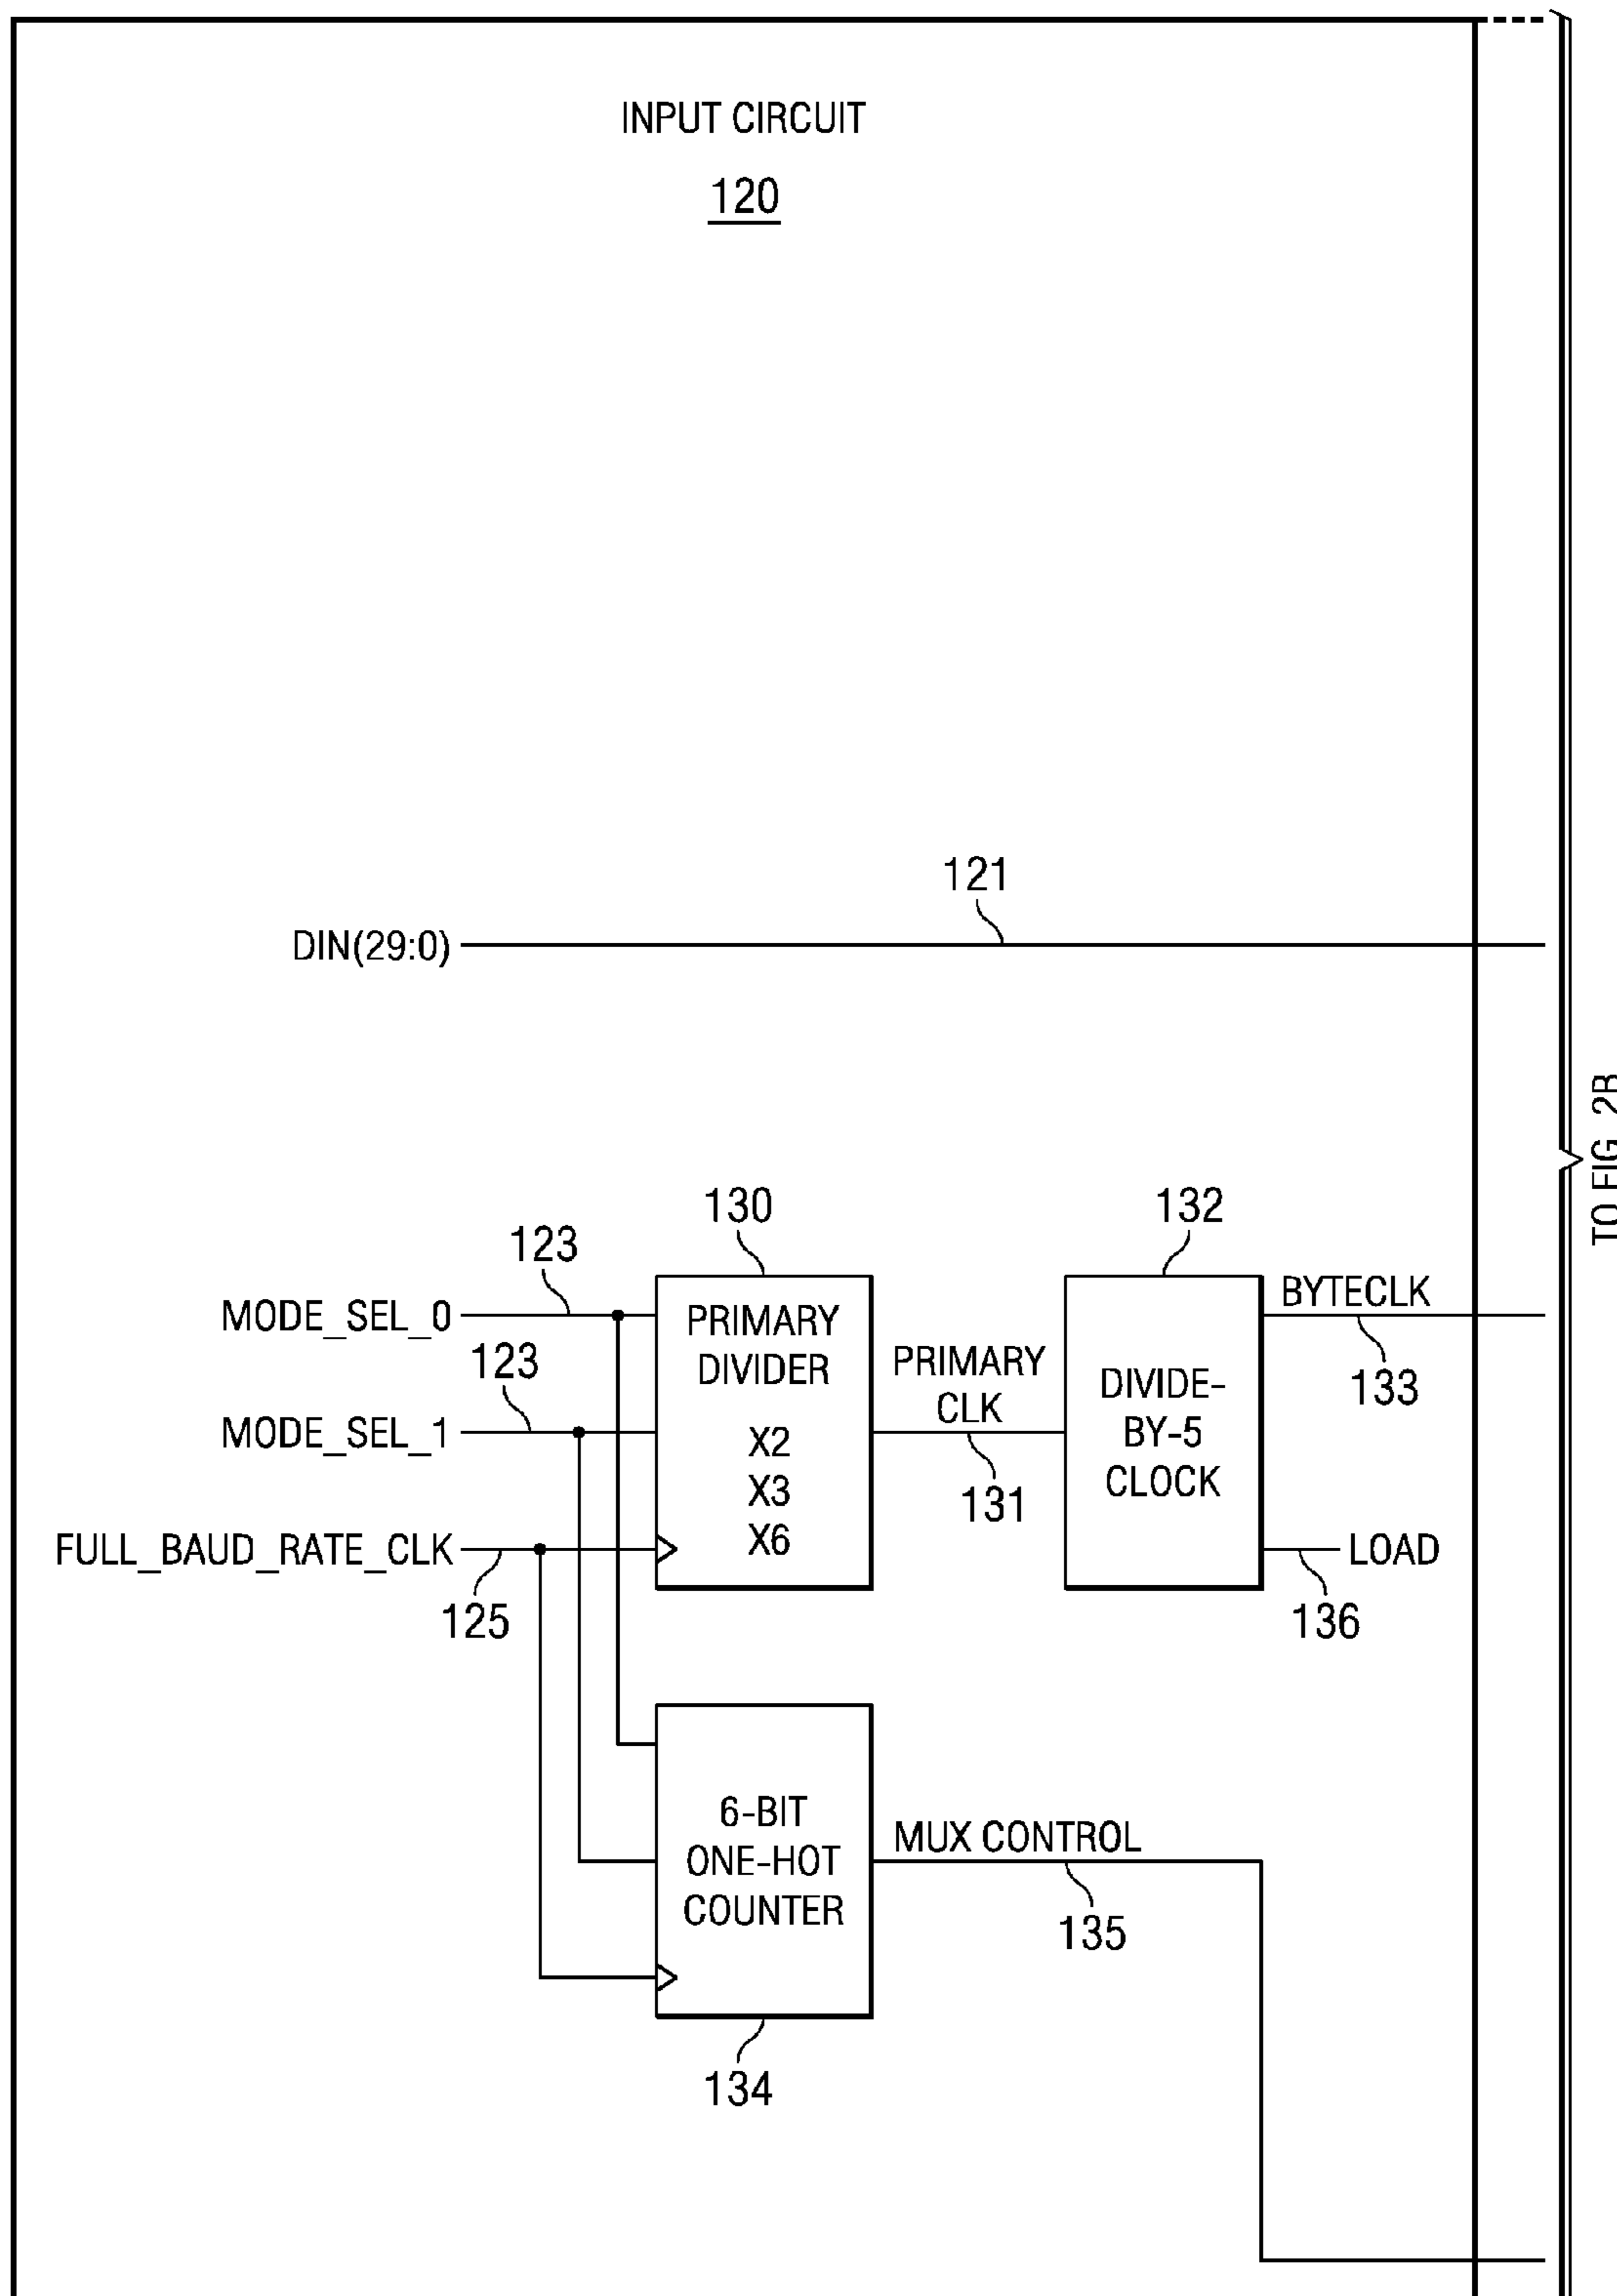 INPUT CIRCUIT
120
121
DIN(29:0)
TO FIG. 2B
130
132
123
MODE_SEL_0
PRIMARY
DIVIDER
X2
X3
X6
BYTECLK
133
123
MODE_SEL_1
PRIMARY
CLK
131
DIVIDE-
BY-5
CLOCK
FULL_BAUD_RATE_CLK
125
LOAD
136
6-BIT
ONE-HOT
COUNTER
MUX CONTROL
135
134